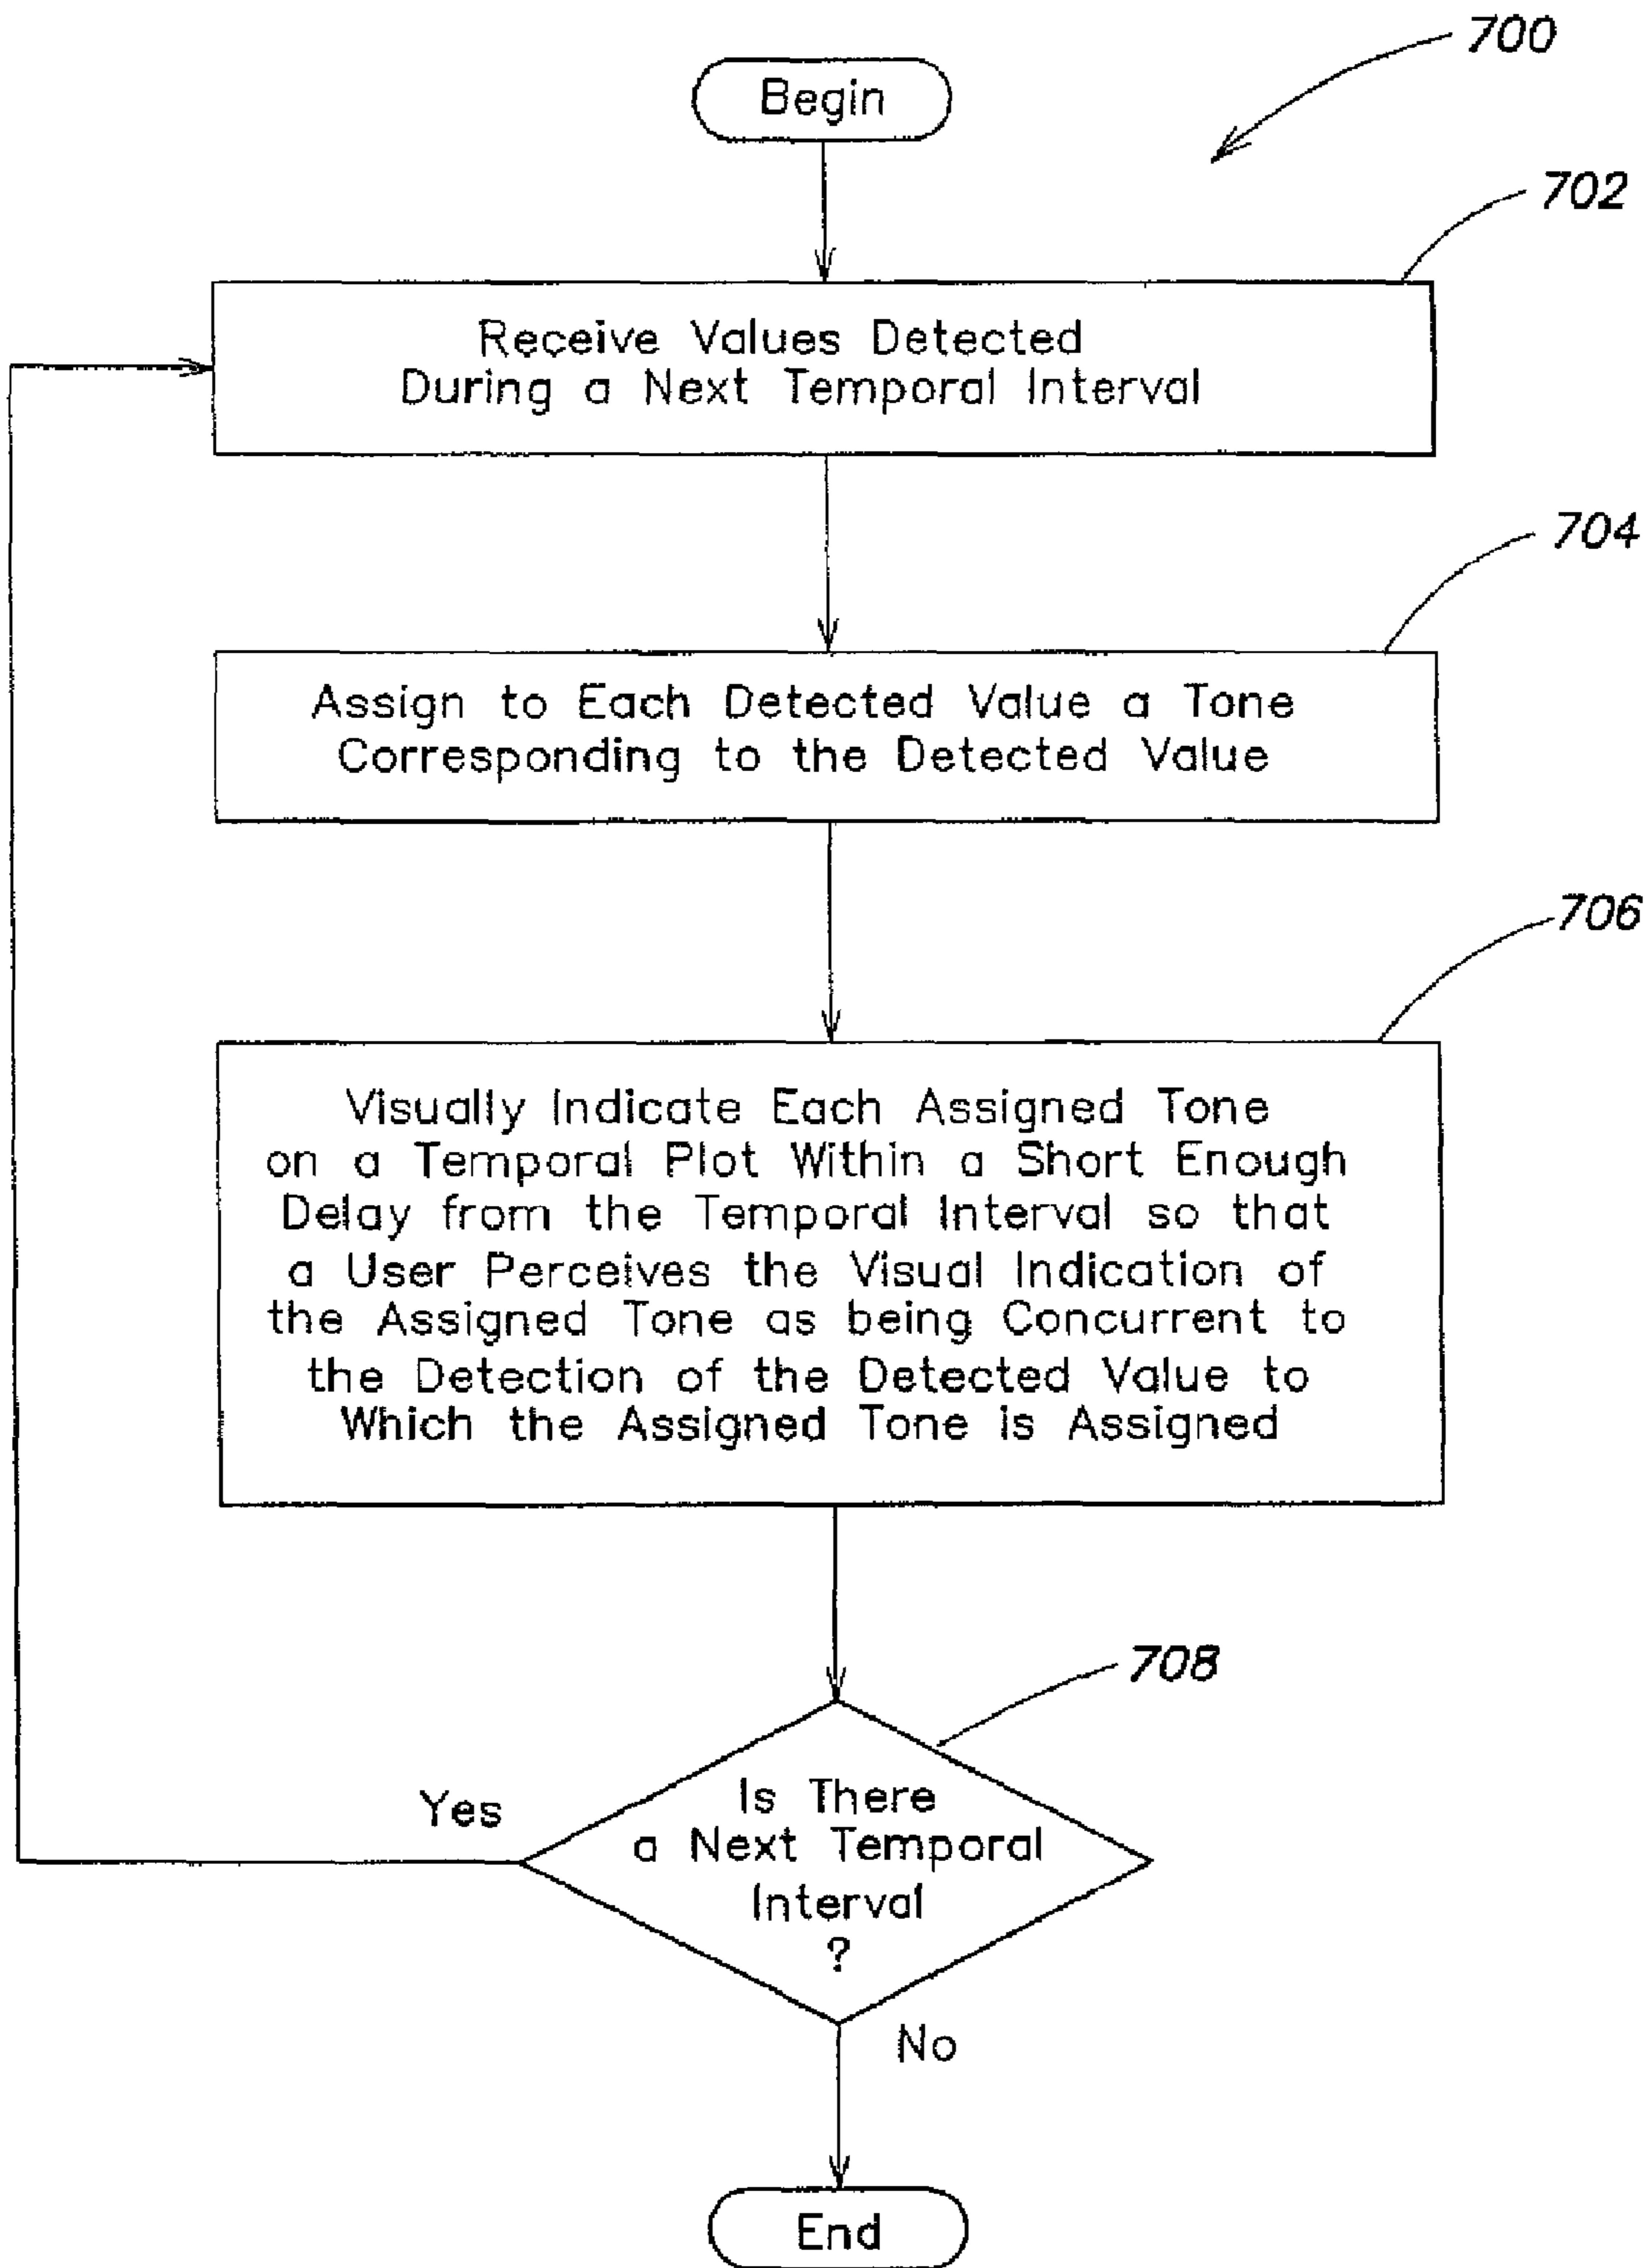 700
Begin
702
Receive Values Detected
During a Next Temporal Interval
704
Assign to Each Detected Value a Tone
Corresponding to the Detected Value
706
Visually Indicate Each Assigned Tone
on a Temporal Plot Within a Short Enough
Delay from the Temporal Interval so that
a User Perceives the Visual Indication of
the Assigned Tone as being Concurrent to
the Detection of the Detected Value to
Which the Assigned Tone is Assigned
708
Yes
Is There
a Next Temporal
Interval
?
No
End